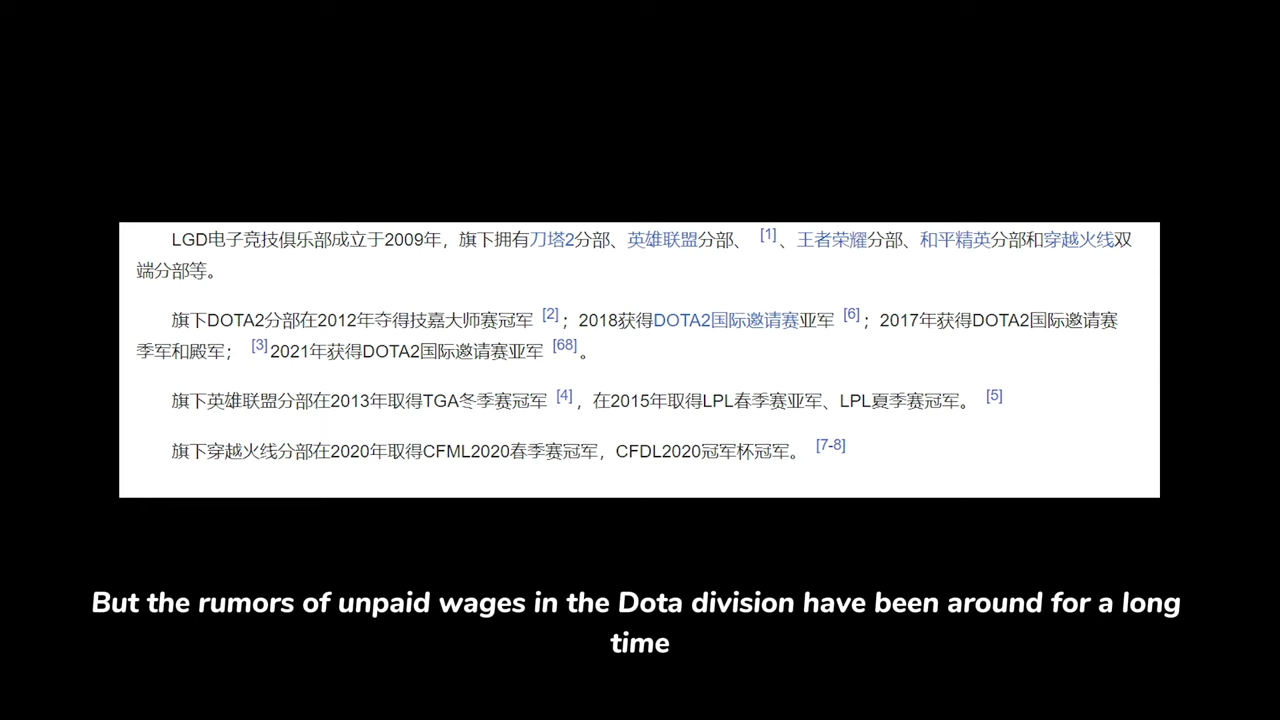 LGD电子竞技俱乐部成立于2009年，旗下拥有刀塔2分部、英雄联盟分部、 [1] 、王者荣耀分部、和平精英分部和穿越火线双
端分部等。
旗下DOTA2分部在2012年夺得技嘉大师赛冠军 [2] ；2018获得DOTA2国际邀请赛亚军 [6] ；2017年获得DOTA2国际邀请赛
季军和殿军； [3] 2021年获得DOTA2国际邀请赛亚军 [68] 。
旗下英雄联盟分部在2013年取得TGA冬季赛冠军 [4] ，在2015年取得LPL春季赛亚军、LPL夏季赛冠军。 [5]
旗下穿越火线分部在2020年取得CFML2020春季赛冠军，CFDL2020冠军杯冠军。 [7-8]
But the rumors of unpaid wages in the Dota division have been around for a long
time